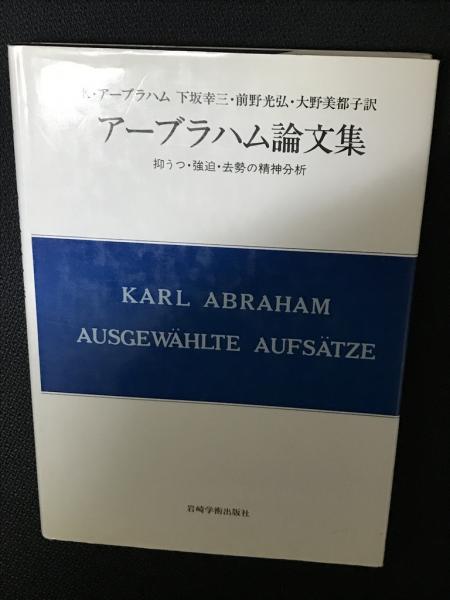 K・アーブラハム 下坂幸三・前野光弘・大野美都子訳
アーブラハム論文集
抑うつ・強迫・去勢の精神分析
KARL ABRAHAM
AUSGEWÄHLTE AUFSÄTZE
岩崎学術出版社